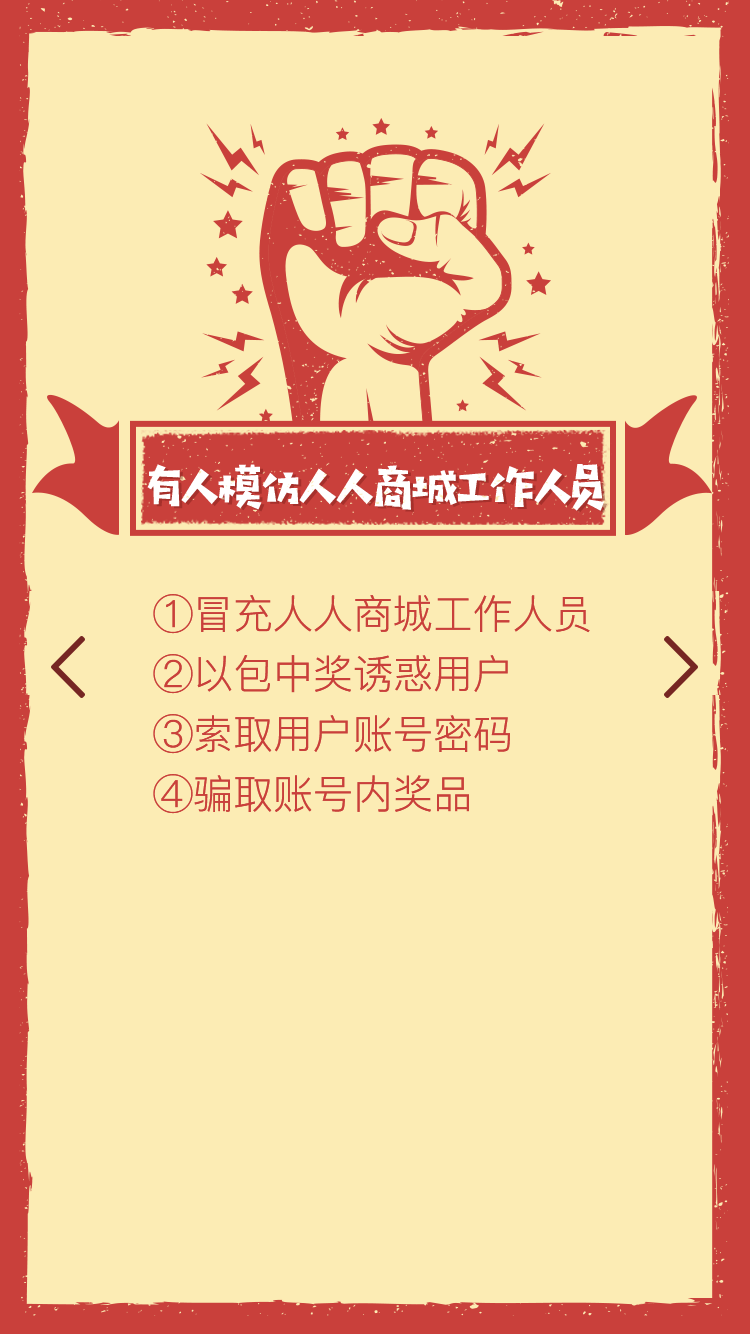 有人模仿人人商城工作人员
①冒充人人商城工作人员
②以包中奖诱惑用户
③索取用户账号密码
④骗取账号内奖品